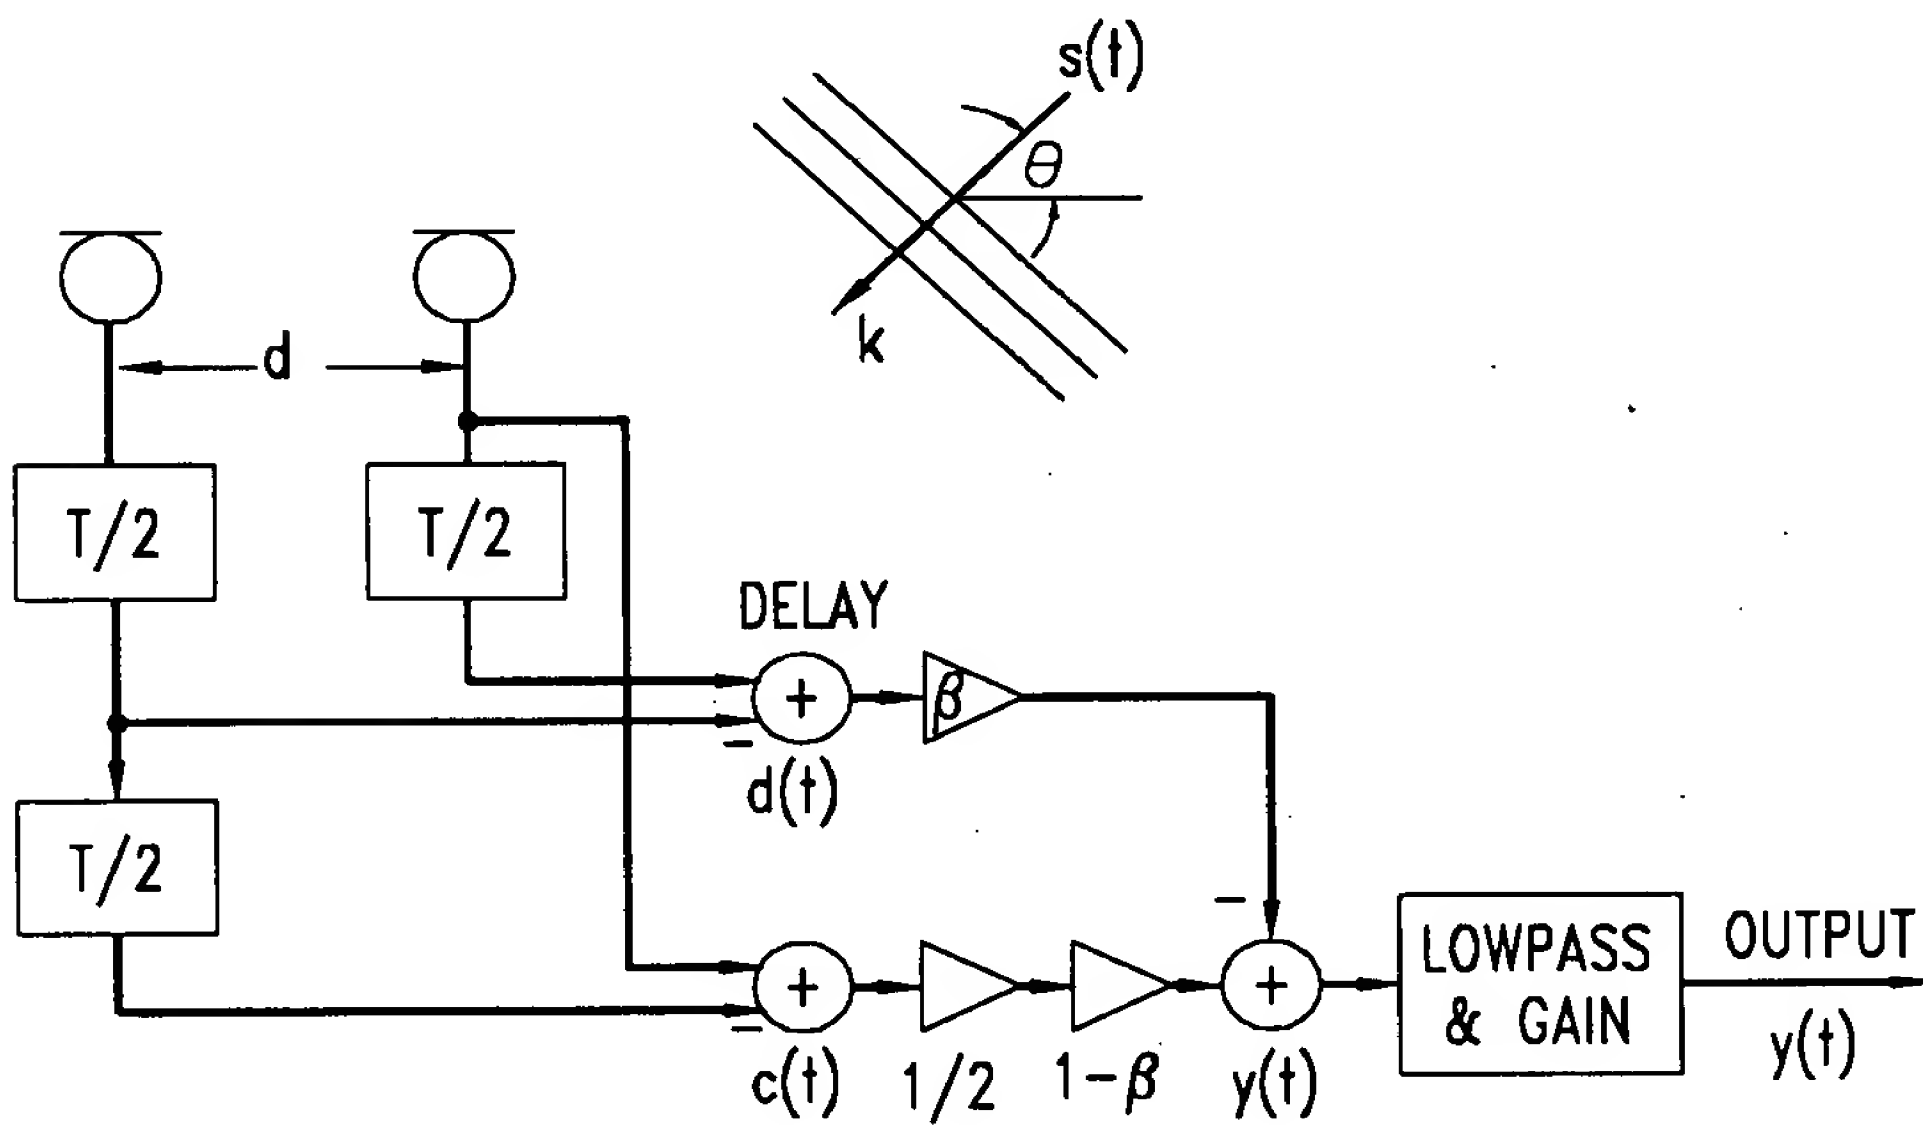 s(t)
θ
k
d
T/2
T/2
DELAY
+
β
−
d(t)
T/2
−
LOWPASS
& GAIN
OUTPUT
y(t)
+
+
−
c(t)
1/2
1−β
y(t)